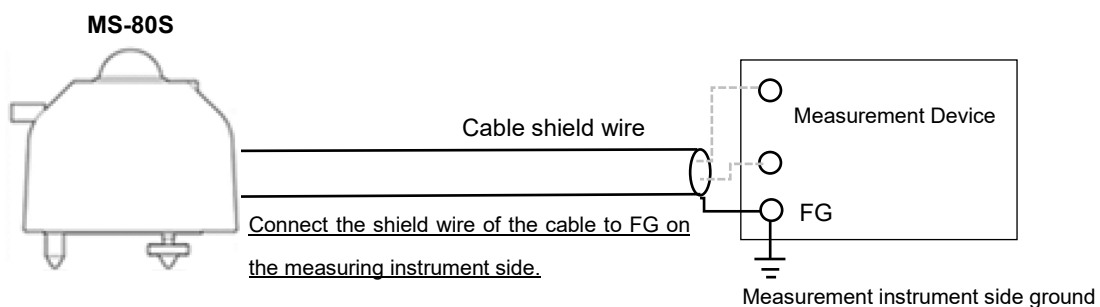 MS-80S
Cable shield wire
Measurement Device
FG
Connect the shield wire of the cable to FG on
the measuring instrument side.
Measurement instrument side ground